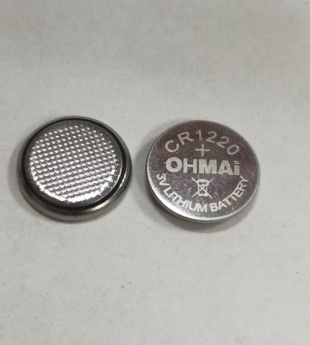 CR1220
+
OHMAi
3V LITHIUM BATTERY